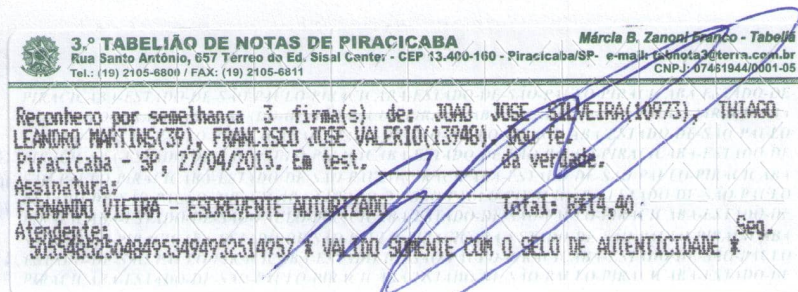 3.º TABELIÃO DE NOTAS DE PIRACICABA
Márcia B. Zanoni Franco - Tabeliã
Rua Santo Antônio, 657 Térreo do Ed. Sisal Center - CEP 13.400-160 - Piracicaba/SP- e-mail: tabnota3@terra.com.br
Tel.: (19) 2105-6800 / FAX: (19) 2105-6811
CNPJ: 07461944/0001-05
Reconheco por semelhanca 3 firma(s) de: JOAO JOSE SILVEIRA(10973), THIAGO
LEANDRO MARTINS(39), FRANCISCO JOSE VALERIO(13948). Dou fe.
Piracicaba - SP, 27/04/2015. Em test. da verdade.
Assinatura:
FERNANDO VIETRA - ESCREVENTE AUTORIZADO Total: R$14,40
Atendente: Seg.
5055485250484953494952514957 * VALIDO SOMENTE COM O SELO DE AUTENTICIDADE *